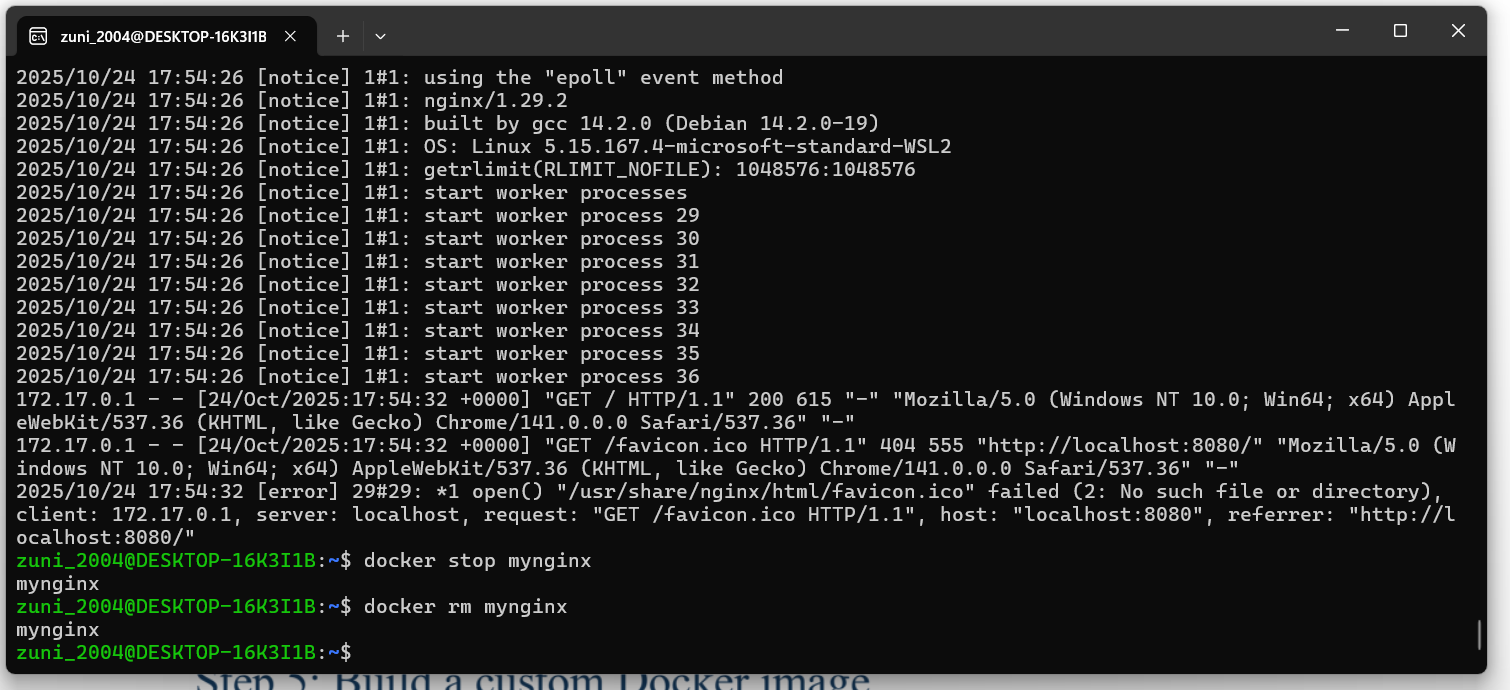 zuni_2004@DESKTOP-16K3I1B
2025/10/24 17:54:26 [notice] 1#1: using the "epoll" event method
2025/10/24 17:54:26 [notice] 1#1: nginx/1.29.2
2025/10/24 17:54:26 [notice] 1#1: built by gcc 14.2.0 (Debian 14.2.0-19)
2025/10/24 17:54:26 [notice] 1#1: OS: Linux 5.15.167.4-microsoft-standard-WSL2
2025/10/24 17:54:26 [notice] 1#1: getrlimit(RLIMIT_NOFILE): 1048576:1048576
2025/10/24 17:54:26 [notice] 1#1: start worker processes
2025/10/24 17:54:26 [notice] 1#1: start worker process 29
2025/10/24 17:54:26 [notice] 1#1: start worker process 30
2025/10/24 17:54:26 [notice] 1#1: start worker process 31
2025/10/24 17:54:26 [notice] 1#1: start worker process 32
2025/10/24 17:54:26 [notice] 1#1: start worker process 33
2025/10/24 17:54:26 [notice] 1#1: start worker process 34
2025/10/24 17:54:26 [notice] 1#1: start worker process 35
2025/10/24 17:54:26 [notice] 1#1: start worker process 36
172.17.0.1 - - [24/Oct/2025:17:54:32 +0000] "GET / HTTP/1.1" 200 615 "-" "Mozilla/5.0 (Windows NT 10.0; Win64; x64) Appl
eWebKit/537.36 (KHTML, like Gecko) Chrome/141.0.0.0 Safari/537.36" "-"
172.17.0.1 - - [24/Oct/2025:17:54:32 +0000] "GET /favicon.ico HTTP/1.1" 404 555 "http://localhost:8080/" "Mozilla/5.0 (W
indows NT 10.0; Win64; x64) AppleWebKit/537.36 (KHTML, like Gecko) Chrome/141.0.0.0 Safari/537.36" "-"
2025/10/24 17:54:32 [error] 29#29: *1 open() "/usr/share/nginx/html/favicon.ico" failed (2: No such file or directory),
client: 172.17.0.1, server: localhost, request: "GET /favicon.ico HTTP/1.1", host: "localhost:8080", referrer: "http://l
ocalhost:8080/"
zuni_2004@DESKTOP-16K3I1B:~$ docker stop mynginx
mynginx
zuni_2004@DESKTOP-16K3I1B:~$ docker rm mynginx
mynginx
zuni_2004@DESKTOP-16K3I1B:~$
Step 5: Build a custom Docker image